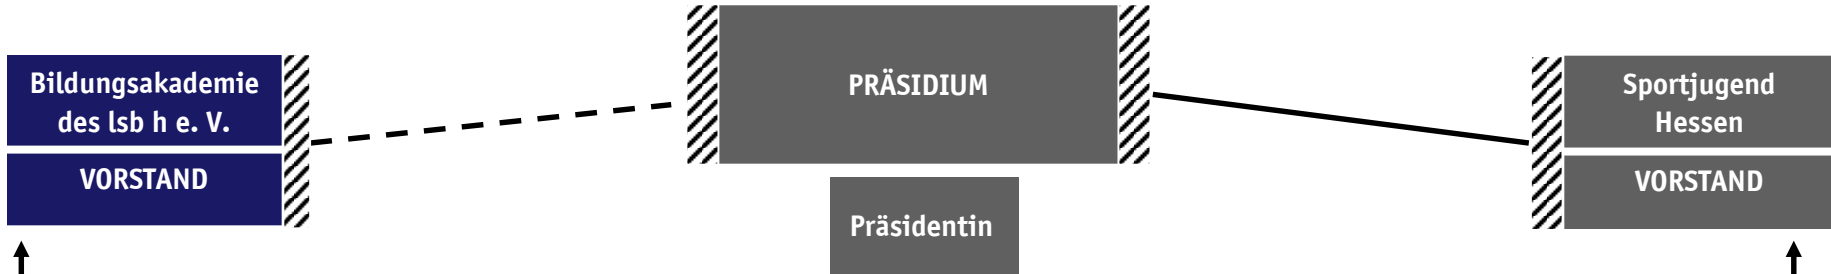 Bildungsakademie
des lsb h e. V.
VORSTAND
PRÄSIDIUM
Präsidentin
Sportjugend
Hessen
VORSTAND